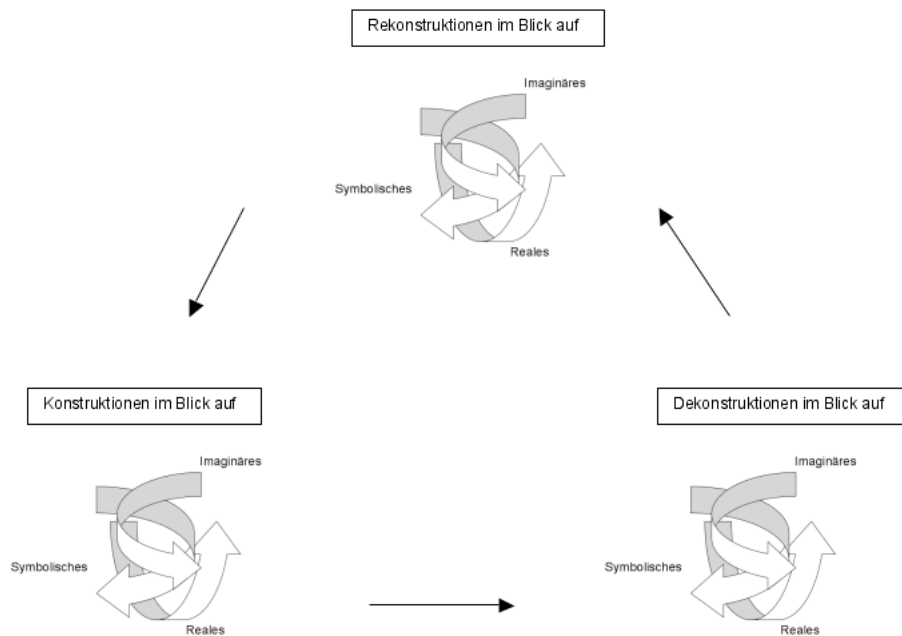 Rekonstruktionen im Blick auf
Imaginäres
Symbolisches
Reales
Konstruktionen im Blick auf
Imaginäres
Symbolisches
Reales
Dekonstruktionen im Blick auf
Imaginäres
Symbolisches
Reales